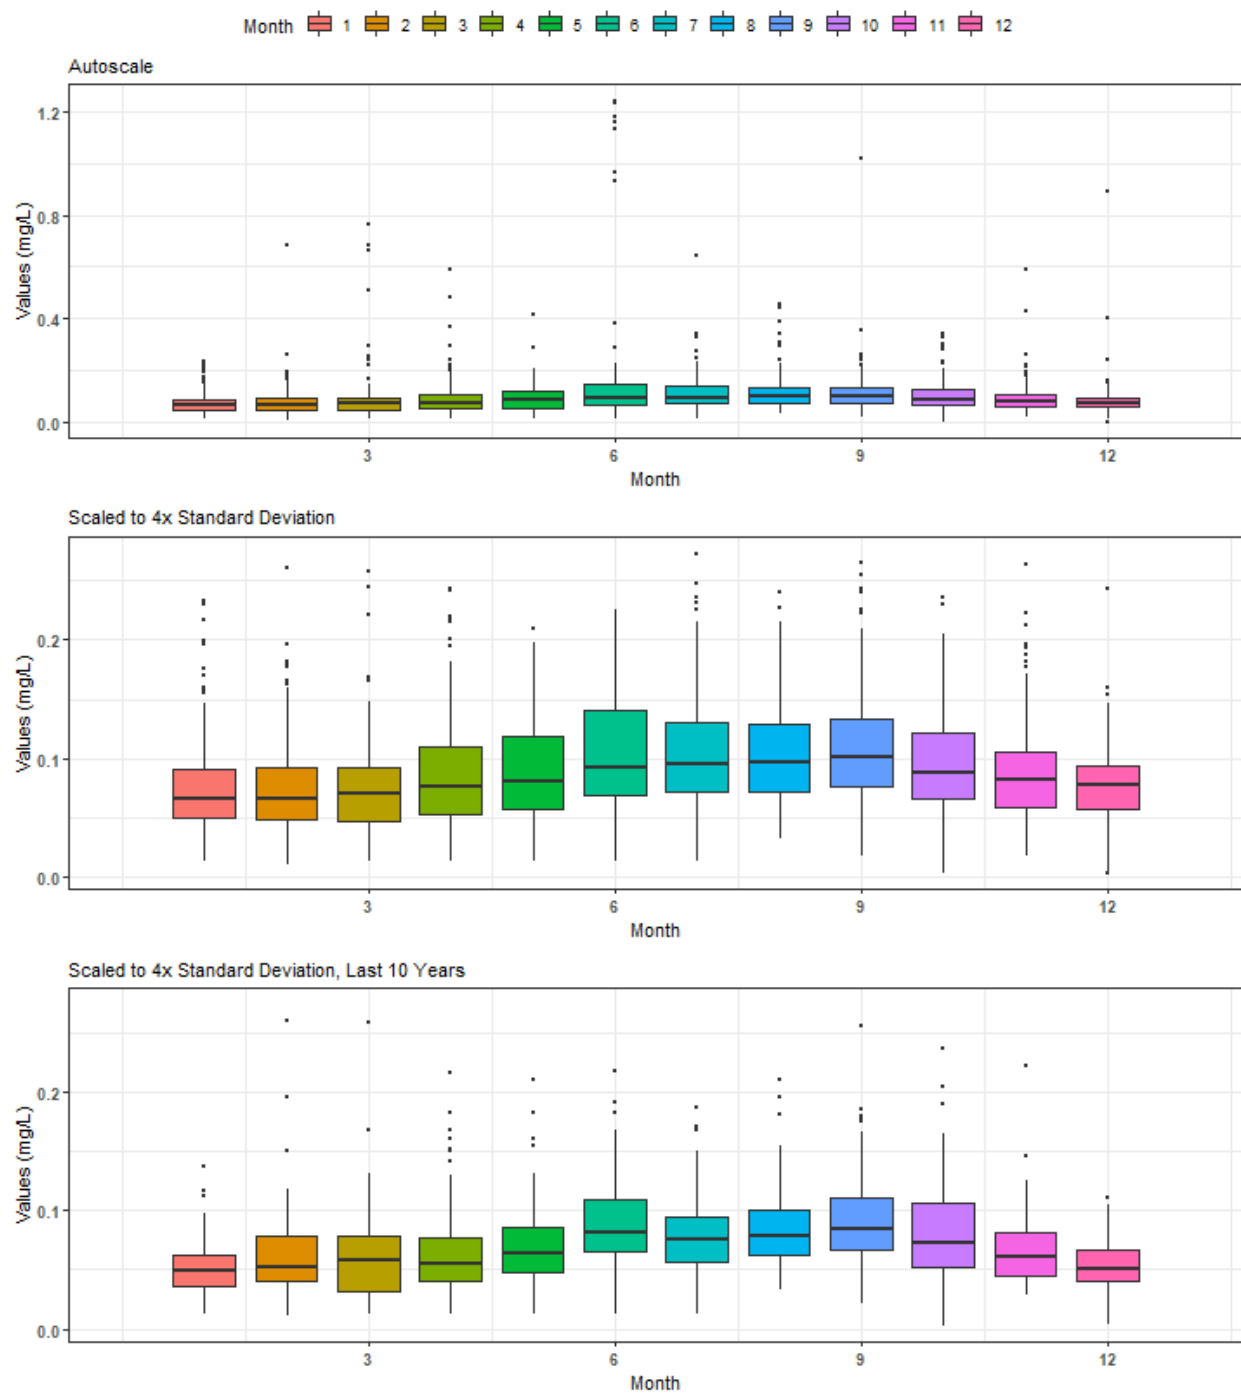 Month 1 2 3 4 5 6 7 8 9 10 11 12
Autoscale
Values (mg/L)
1.2
0.8
0.4
0.0
3 6 9 12
Month
Scaled to 4x Standard Deviation
Values (mg/L)
0.2
0.1
0.0
3 6 9 12
Month
Scaled to 4x Standard Deviation, Last 10 Years
Values (mg/L)
0.2
0.1
0.0
3 6 9 12
Month